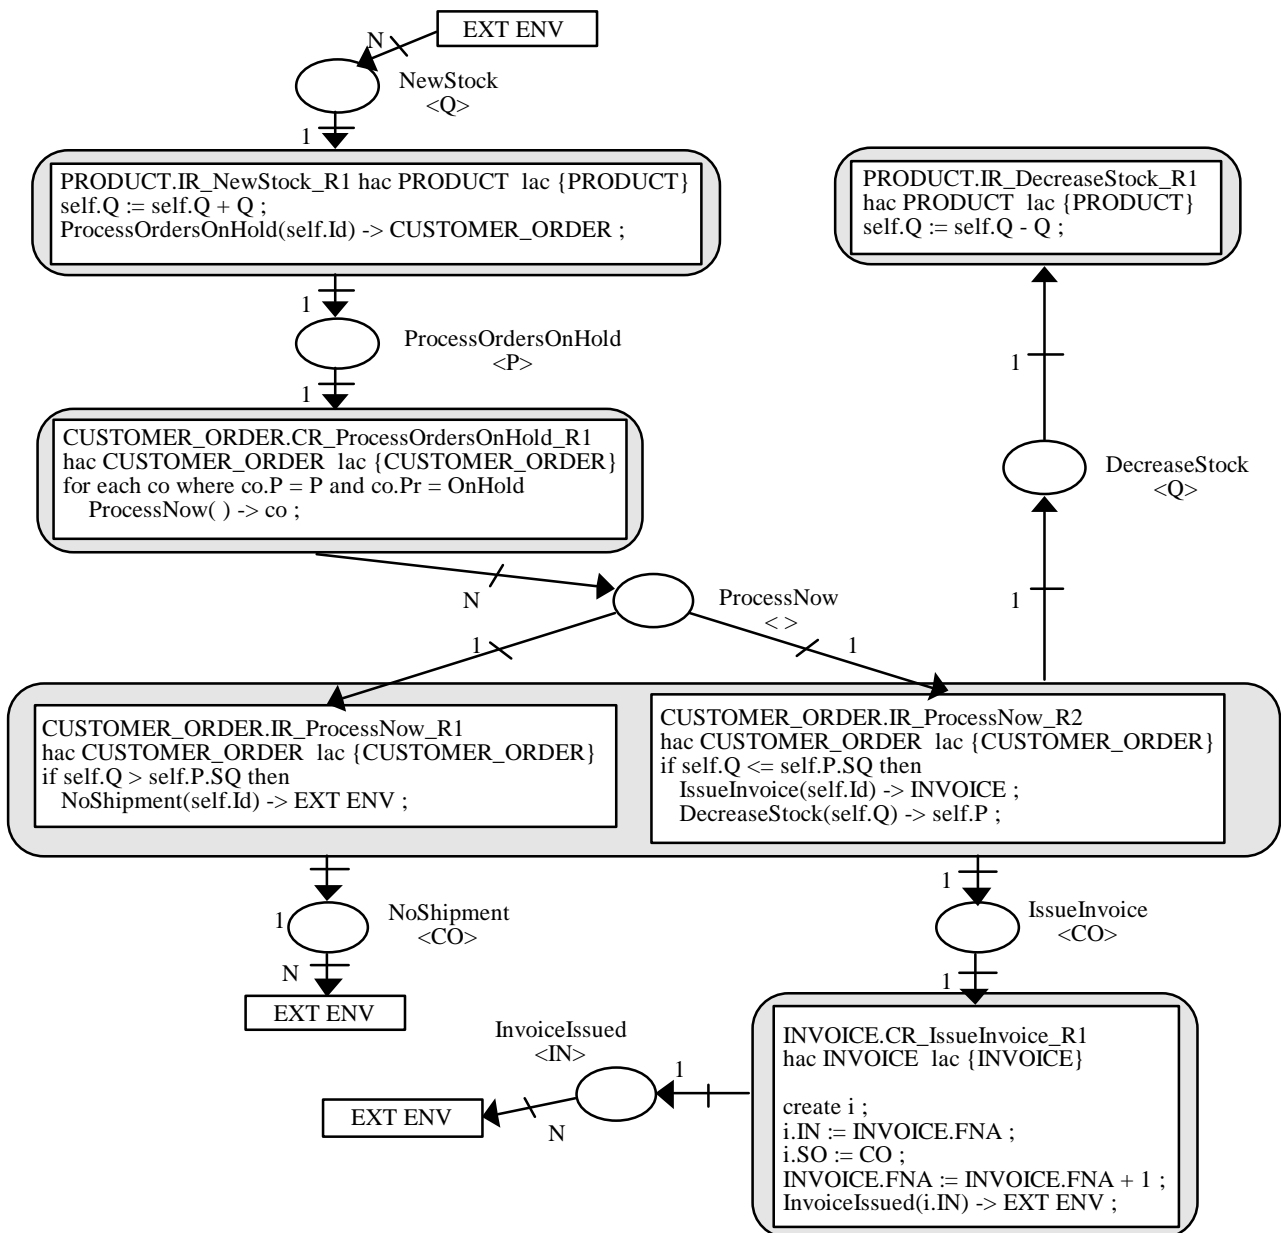 EXT ENV
N
NewStock
<Q>
1
PRODUCT.IR_NewStock_R1 hac PRODUCT  lac {PRODUCT}
self.Q := self.Q + Q ;
ProcessOrdersOnHold(self.Id) -> CUSTOMER_ORDER ;
PRODUCT.IR_DecreaseStock_R1
hac PRODUCT  lac {PRODUCT}
self.Q := self.Q - Q ;
1
ProcessOrdersOnHold
<P>
1
1
CUSTOMER_ORDER.CR_ProcessOrdersOnHold_R1
hac CUSTOMER_ORDER  lac {CUSTOMER_ORDER}
for each co where co.P = P and co.Pr = OnHold
ProcessNow( ) -> co ;
DecreaseStock
<Q>
N
ProcessNow
< >
1
1
1
CUSTOMER_ORDER.IR_ProcessNow_R1
hac CUSTOMER_ORDER  lac {CUSTOMER_ORDER}
if self.Q > self.P.SQ then
NoShipment(self.Id) -> EXT ENV ;
CUSTOMER_ORDER.IR_ProcessNow_R2
hac CUSTOMER_ORDER  lac {CUSTOMER_ORDER}
if self.Q <= self.P.SQ then
IssueInvoice(self.Id) -> INVOICE ;
DecreaseStock(self.Q) -> self.P ;
1
NoShipment
<CO>
N
EXT ENV
1
IssueInvoice
<CO>
1
INVOICE.CR_IssueInvoice_R1
hac INVOICE  lac {INVOICE}
create i ;
i.IN := INVOICE.FNA ;
i.SO := CO ;
INVOICE.FNA := INVOICE.FNA + 1 ;
InvoiceIssued(i.IN) -> EXT ENV ;
InvoiceIssued
<IN>
1
N
EXT ENV